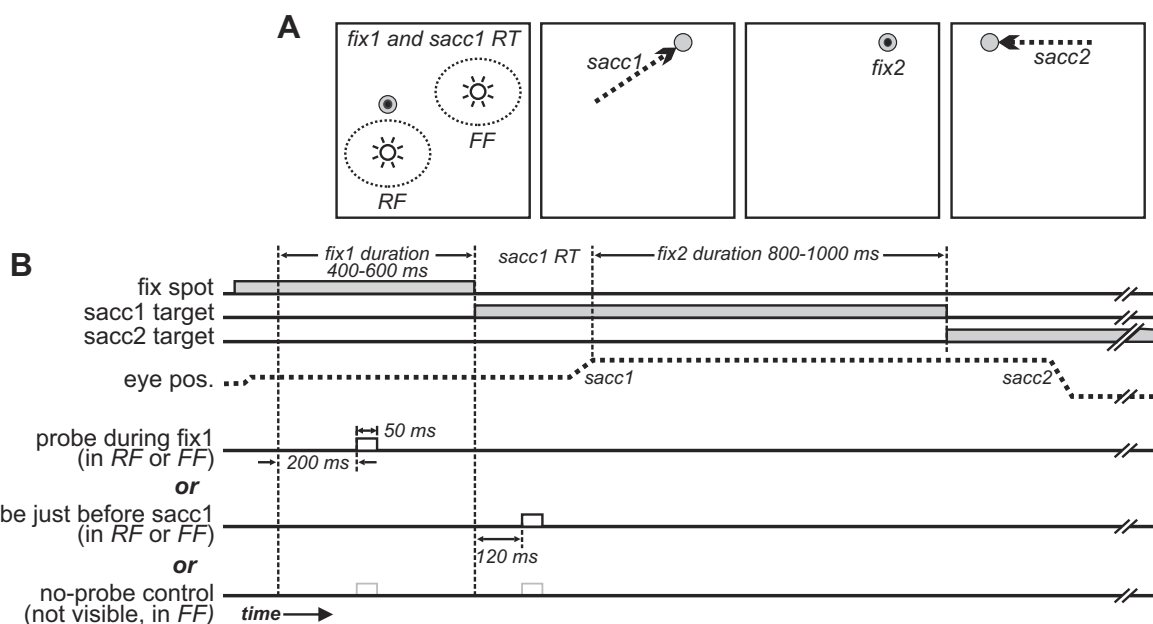 A
fix1 and sacc1 RT
FF
RF
sacc1
fix2
sacc2
B
fix1 duration
400-600 ms
sacc1 RT
fix2 duration 800-1000 ms
fix spot
sacc1 target
sacc2 target
eye pos.
sacc1
sacc2
probe during fix1
(in RF or FF)
50 ms
200 ms
or
be just before sacc1
(in RF or FF)
120 ms
or
no-probe control
(not visible, in FF)
time